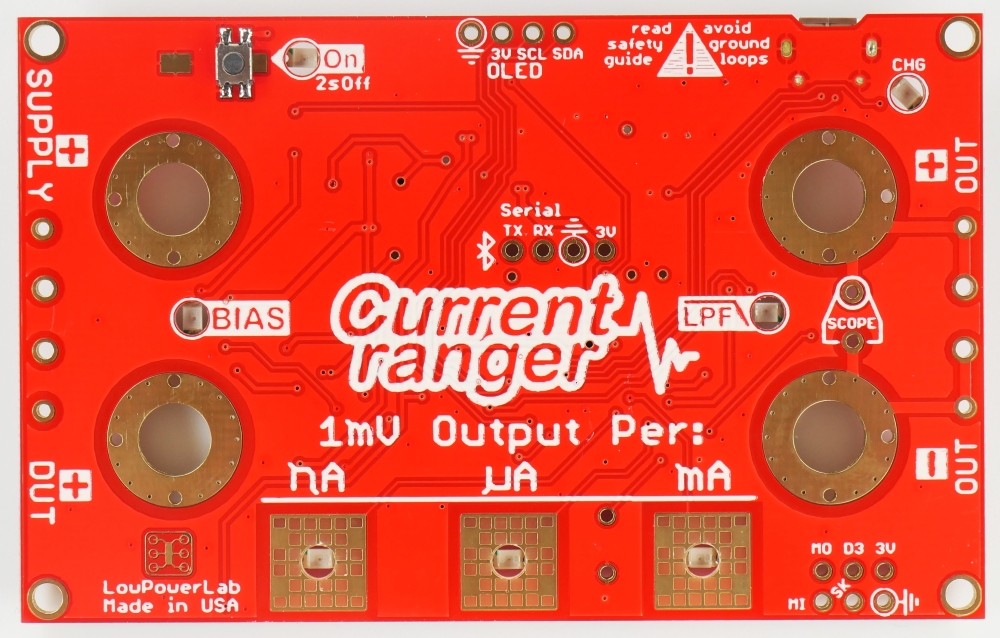 SUPPLY +
On
2sOff
3V SCL SDA
OLED
read
safety
guide
!
avoid
ground
loops
CHG
+ OUT
Serial
TX RX 3V
BIAS
LPF
SCOPE
Current
ranger
1mV Output Per:
nA μA mA
DUT +
- OUT
LowPowerLab
Made in USA
MO D3 3V
MI SK